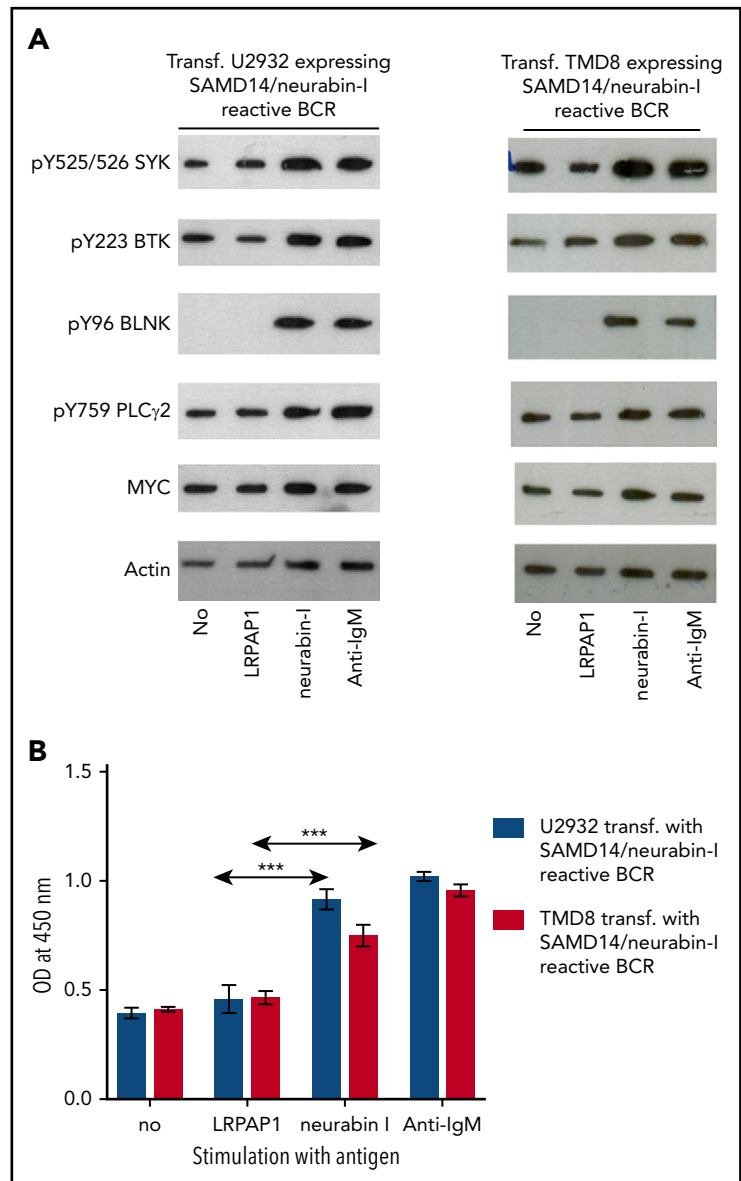 A
Transf. U2932 expressing
SAMD14/neurabin-I
reactive BCR
Transf. TMD8 expressing
SAMD14/neurabin-I
reactive BCR
pY525/526 SYK
pY223 BTK
pY96 BLNK
pY759 PLCγ2
MYC
Actin
No
LRPAP1
neurabin-I
Anti-IgM
No
LRPAP1
neurabin-I
Anti-IgM
B
1.5
1.0
0.5
0.0
OD at 450 nm
***
***
no
LRPAP1
neurabin I
Anti-IgM
Stimulation with antigen
U2932 transf. with
SAMD14/neurabin-I
reactive BCR
TMD8 transf. with
SAMD14/neurabin-I
reactive BCR